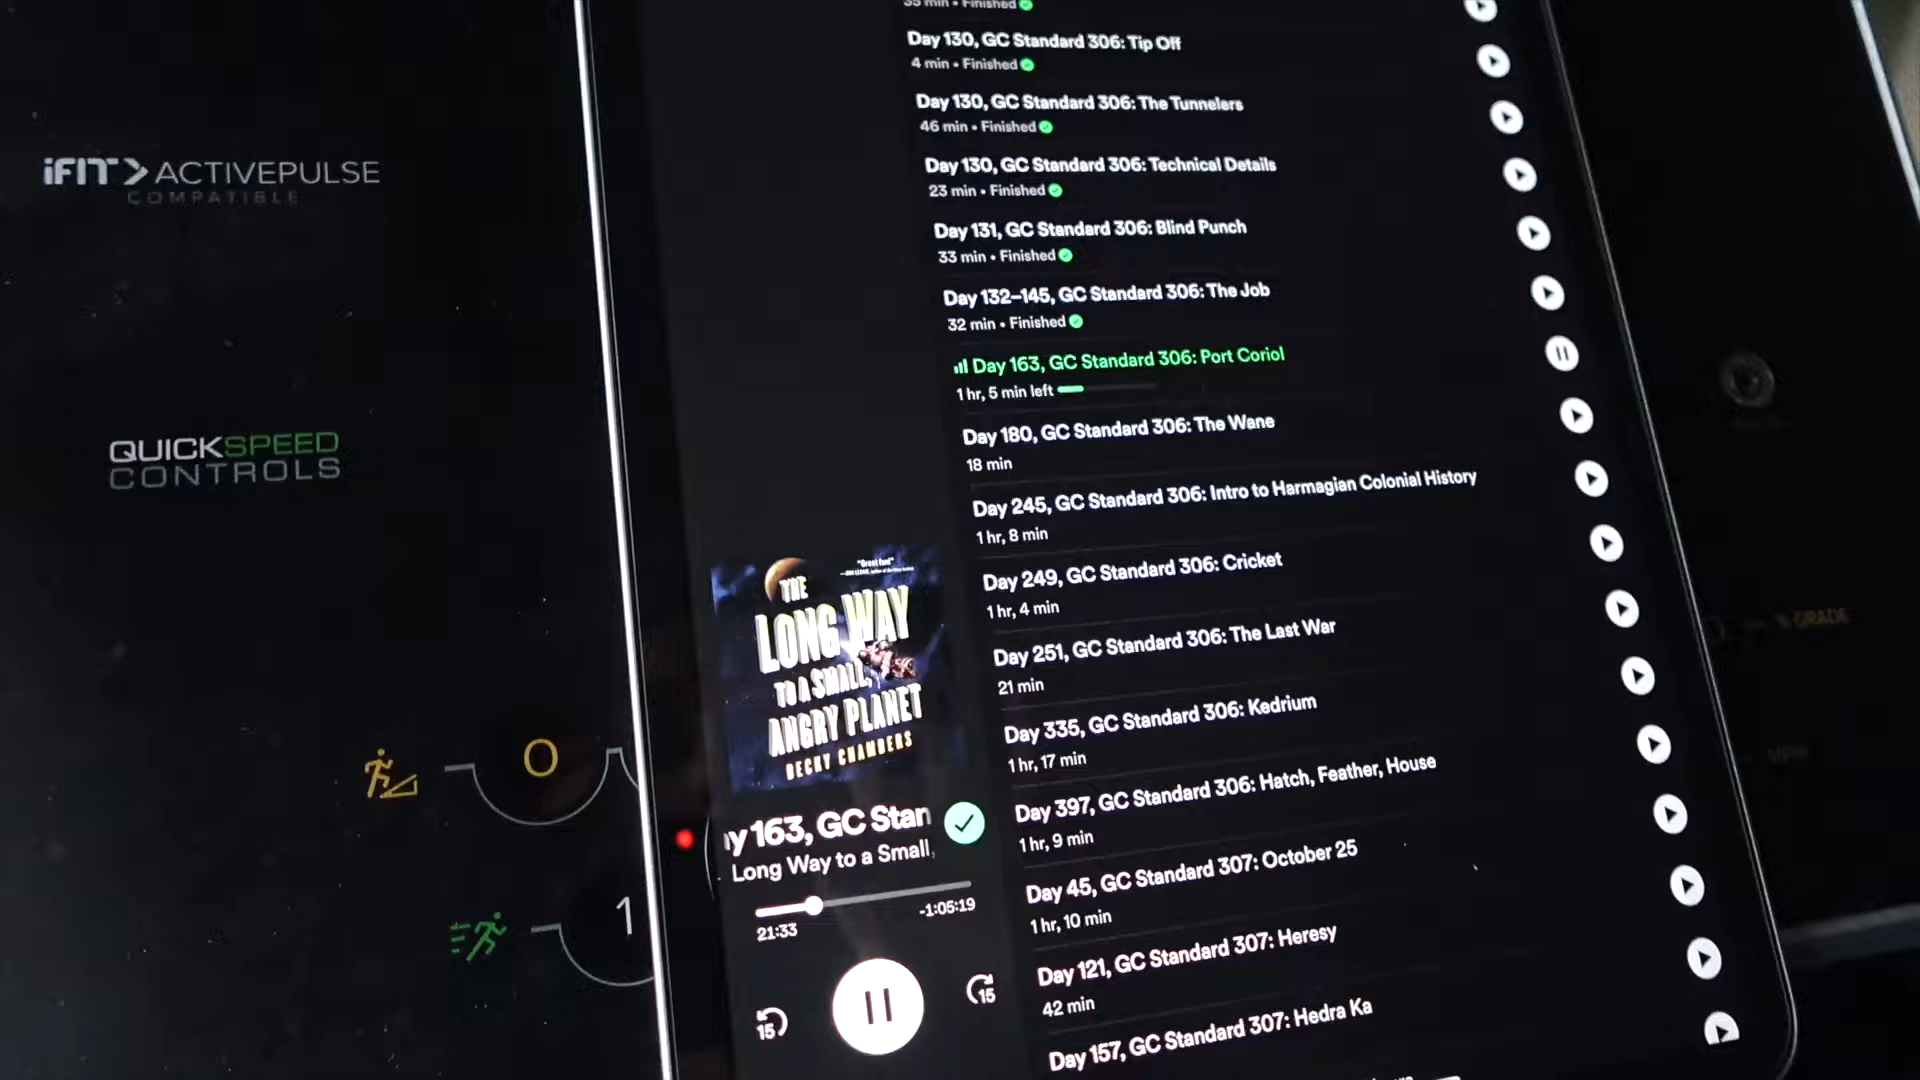 35 min • Finished
Day 130, GC Standard 306: Tip Off
4 min • Finished
Day 130, GC Standard 306: The Tunnelers
46 min • Finished
Day 130, GC Standard 306: Technical Details
23 min • Finished
Day 131, GC Standard 306: Blind Punch
33 min • Finished
Day 132–145, GC Standard 306: The Job
32 min • Finished
Day 163, GC Standard 306: Port Coriol
1 hr, 5 min left
Day 180, GC Standard 306: The Wane
18 min
Day 245, GC Standard 306: Intro to Harmagian Colonial History
1 hr, 8 min
Day 249, GC Standard 306: Cricket
1 hr, 4 min
Day 251, GC Standard 306: The Last War
21 min
Day 335, GC Standard 306: Kedrium
1 hr, 17 min
Day 397, GC Standard 306: Hatch, Feather, House
1 hr, 9 min
Day 45, GC Standard 307: October 25
1 hr, 10 min
Day 121, GC Standard 307: Heresy
42 min
Day 157, GC Standard 307: Hedra Ka
iFIT ACTIVEPULSE
COMPATIBLE
QUICKSPEED
CONTROLS
0
1
"Great fun!"
THE
LONG WAY
TO A SMALL,
ANGRY PLANET
BECKY CHAMBERS
ay 163, GC Stan
Long Way to a Small,
21:33
-1:05:19
15
15
% GRADE
MPH